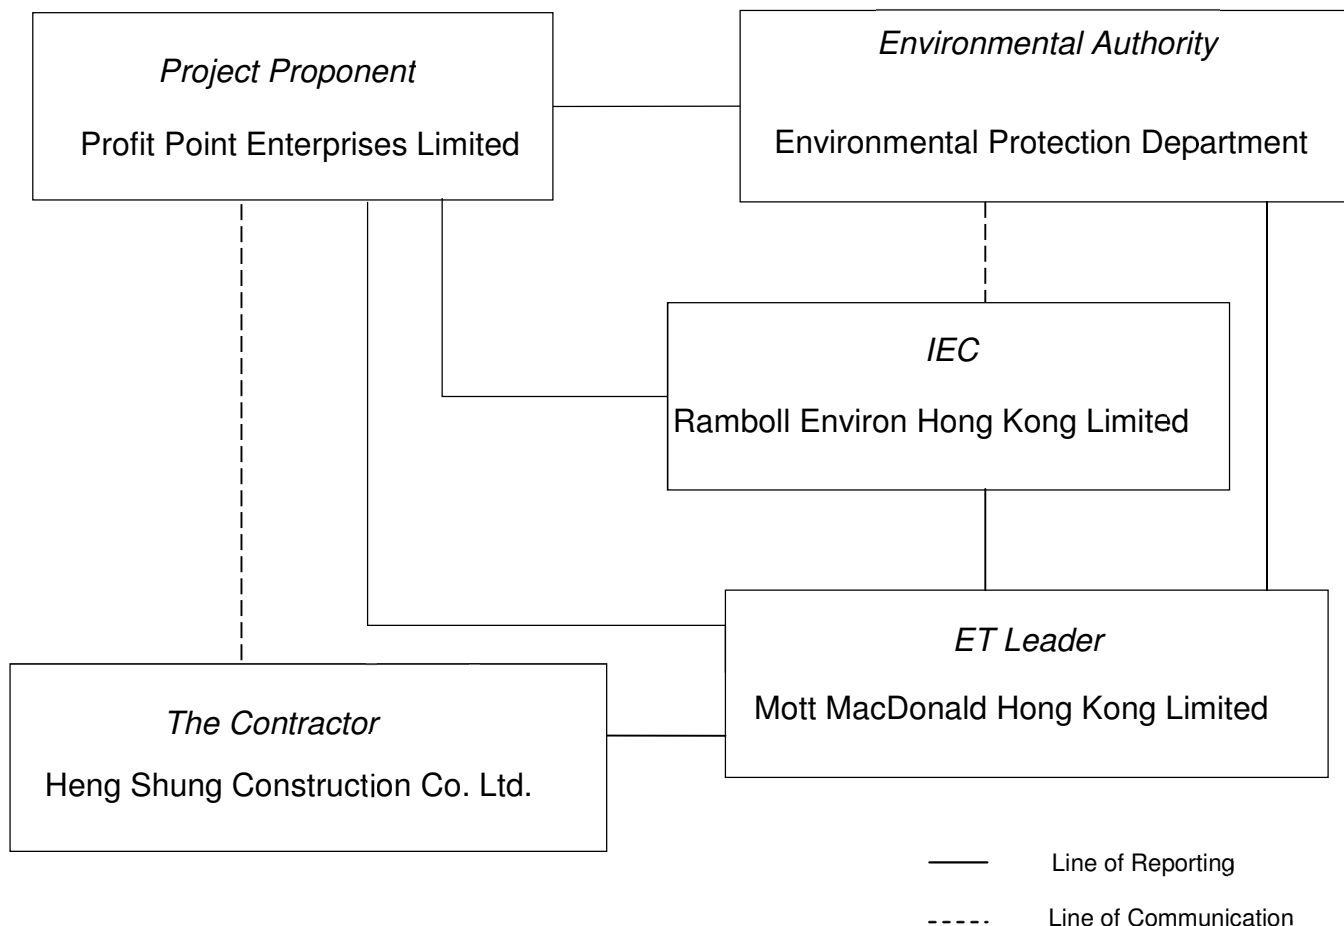 Project Proponent
Profit Point Enterprises Limited
Environmental Authority
Environmental Protection Department
IEC
Ramboll Environ Hong Kong Limited
ET Leader
Mott MacDonald Hong Kong Limited
The Contractor
Heng Shung Construction Co. Ltd.
Line of Reporting
Line of Communication